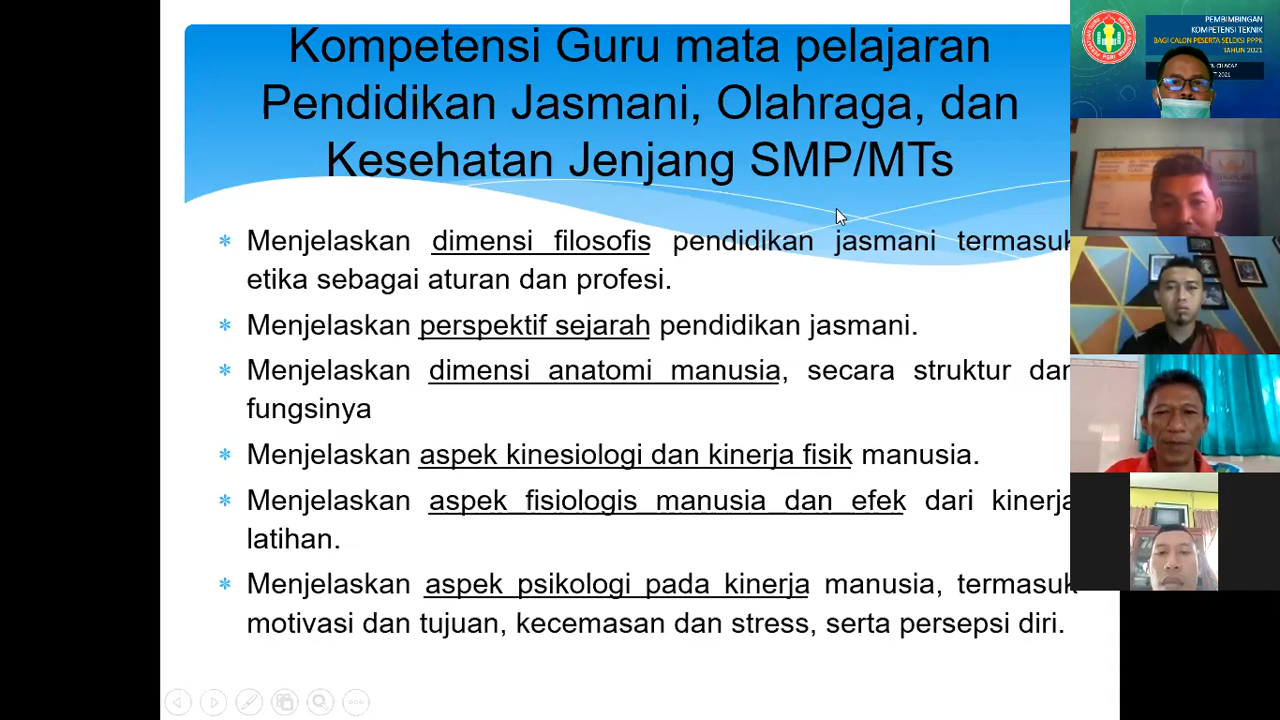 Kompetensi Guru mata pelajaran
Pendidikan Jasmani, Olahraga, dan
Kesehatan Jenjang SMP/MTs
Menjelaskan dimensi filosofis pendidikan jasmani termasuk
etika sebagai aturan dan profesi.
Menjelaskan perspektif sejarah pendidikan jasmani.
Menjelaskan dimensi anatomi manusia, secara struktur dan
fungsinya
Menjelaskan aspek kinesiologi dan kinerja fisik manusia.
Menjelaskan aspek fisiologis manusia dan efek dari kinerja
latihan.
Menjelaskan aspek psikologi pada kinerja manusia, termasuk
motivasi dan tujuan, kecemasan dan stress, serta persepsi diri.
PEMBIMBINGAN
KOMPETENSI TEKNIK
BAGI CALON PESERTA SELEKSI PPPK
TAHUN 2021
PGRI